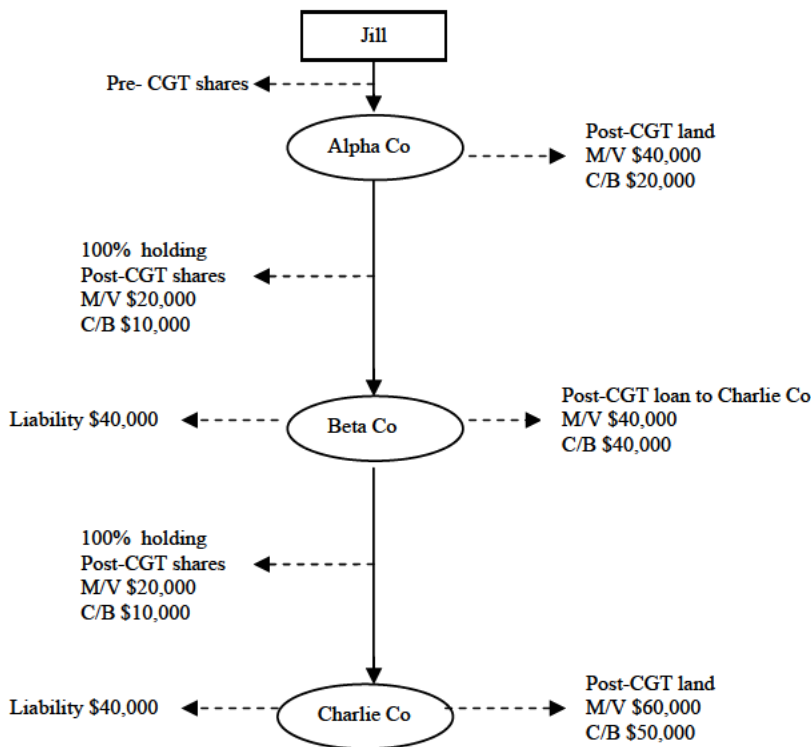 Jill
Pre- CGT shares
Alpha Co
Post-CGT land
M/V $40,000
C/B $20,000
100% holding
Post-CGT shares
M/V $20,000
C/B $10,000
Liability $40,000
Beta Co
Post-CGT loan to Charlie Co
M/V $40,000
C/B $40,000
100% holding
Post-CGT shares
M/V $20,000
C/B $10,000
Liability $40,000
Charlie Co
Post-CGT land
M/V $60,000
C/B $50,000